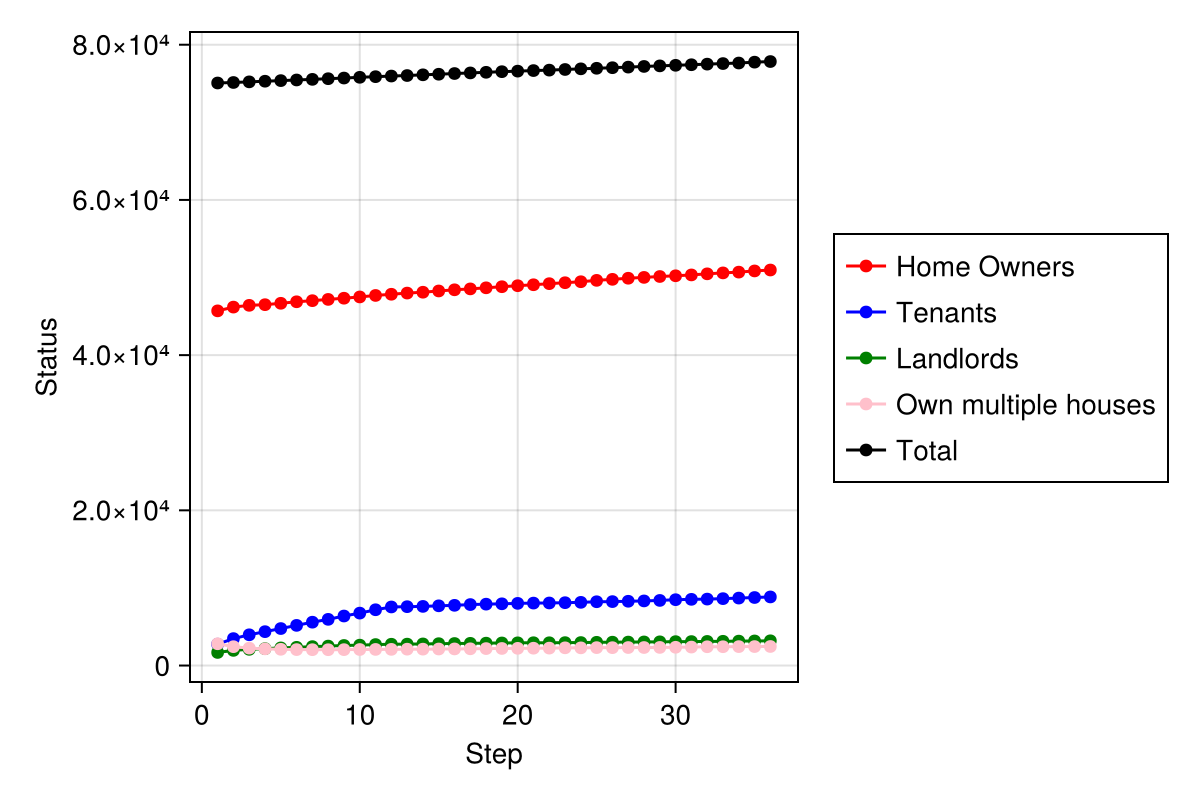 8.0×10⁴
6.0×10⁴
4.0×10⁴
2.0×10⁴
0
Status
0 10 20 30
Step
Home Owners
Tenants
Landlords
Own multiple houses
Total